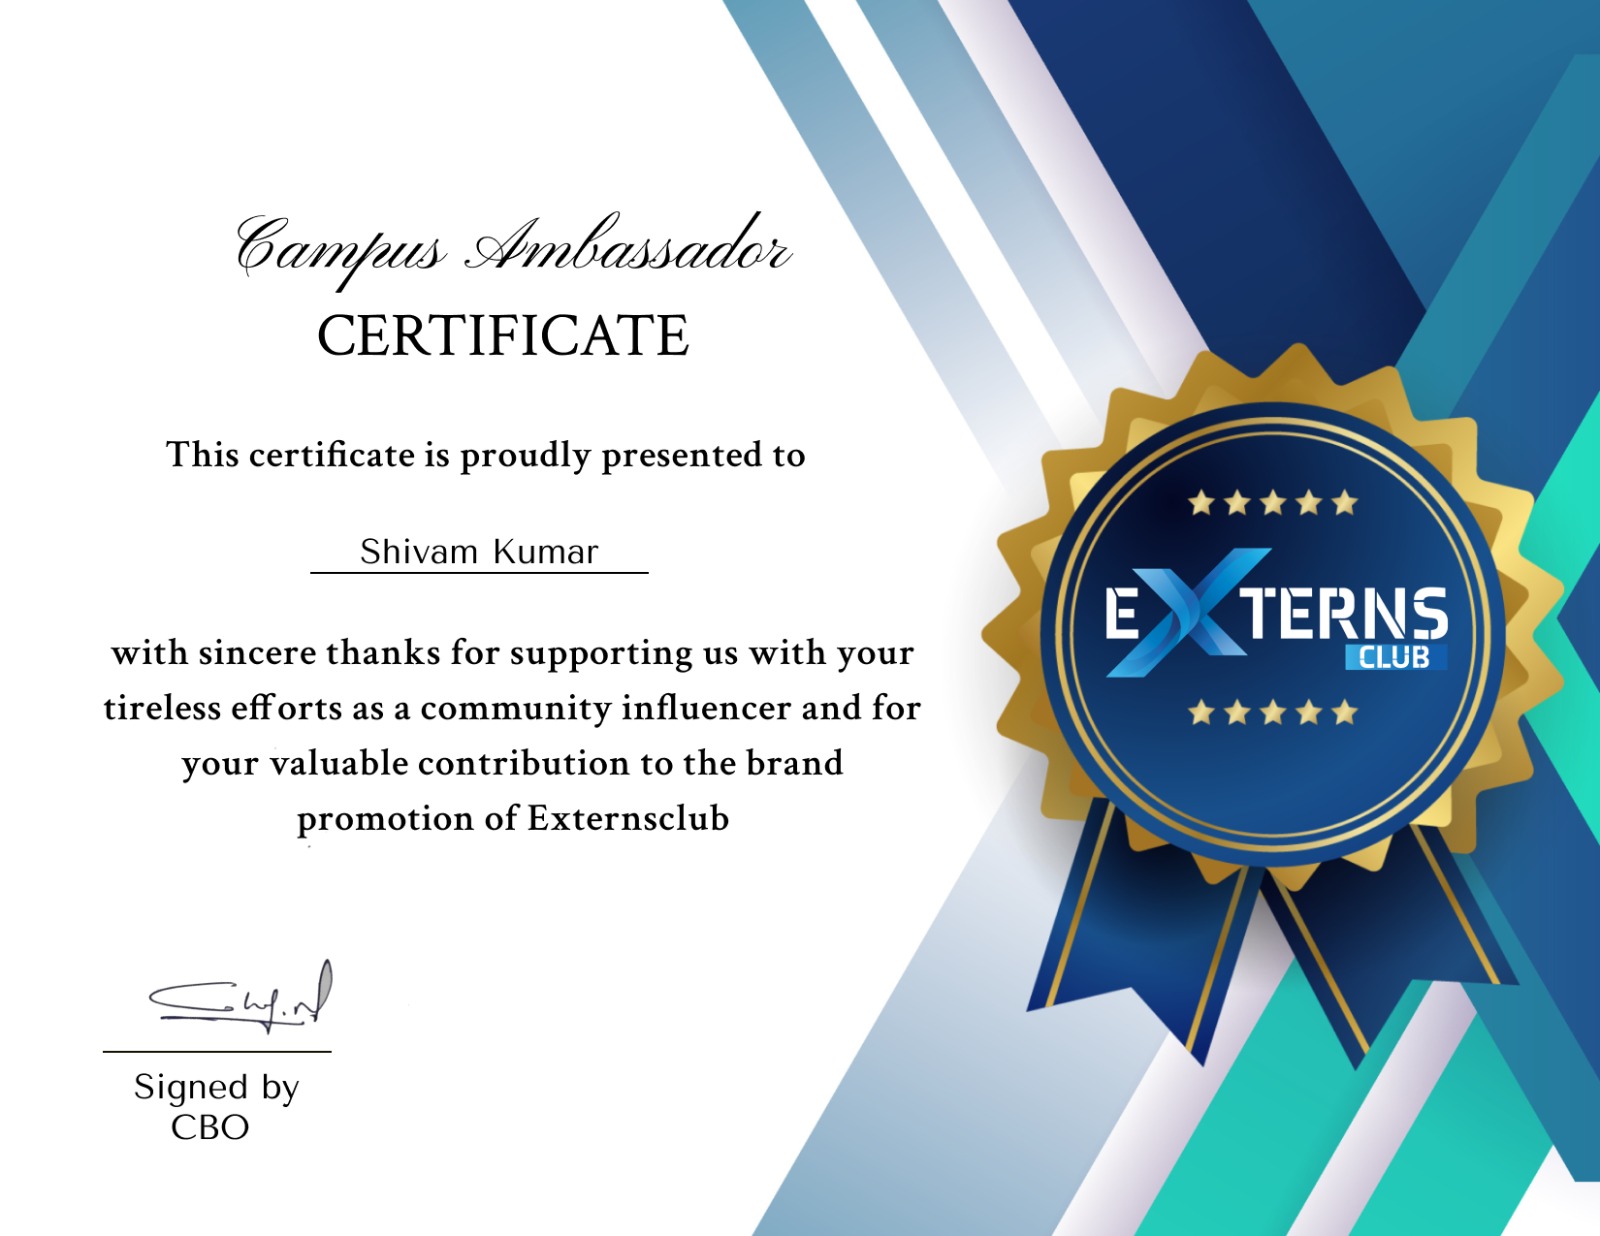 Campus Ambassador
CERTIFICATE
This certificate is proudly presented to
Shivam Kumar
with sincere thanks for supporting us with your
tireless efforts as a community influencer and for
your valuable contribution to the brand
promotion of Externsclub
Signed by
CBO
EXTERNS
CLUB